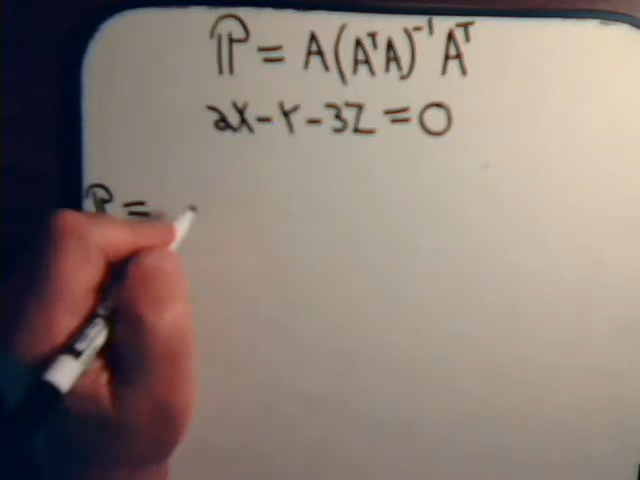 ℙ = A(AᵀA)⁻¹Aᵀ
2X-Y-3Z=0
ℙ =